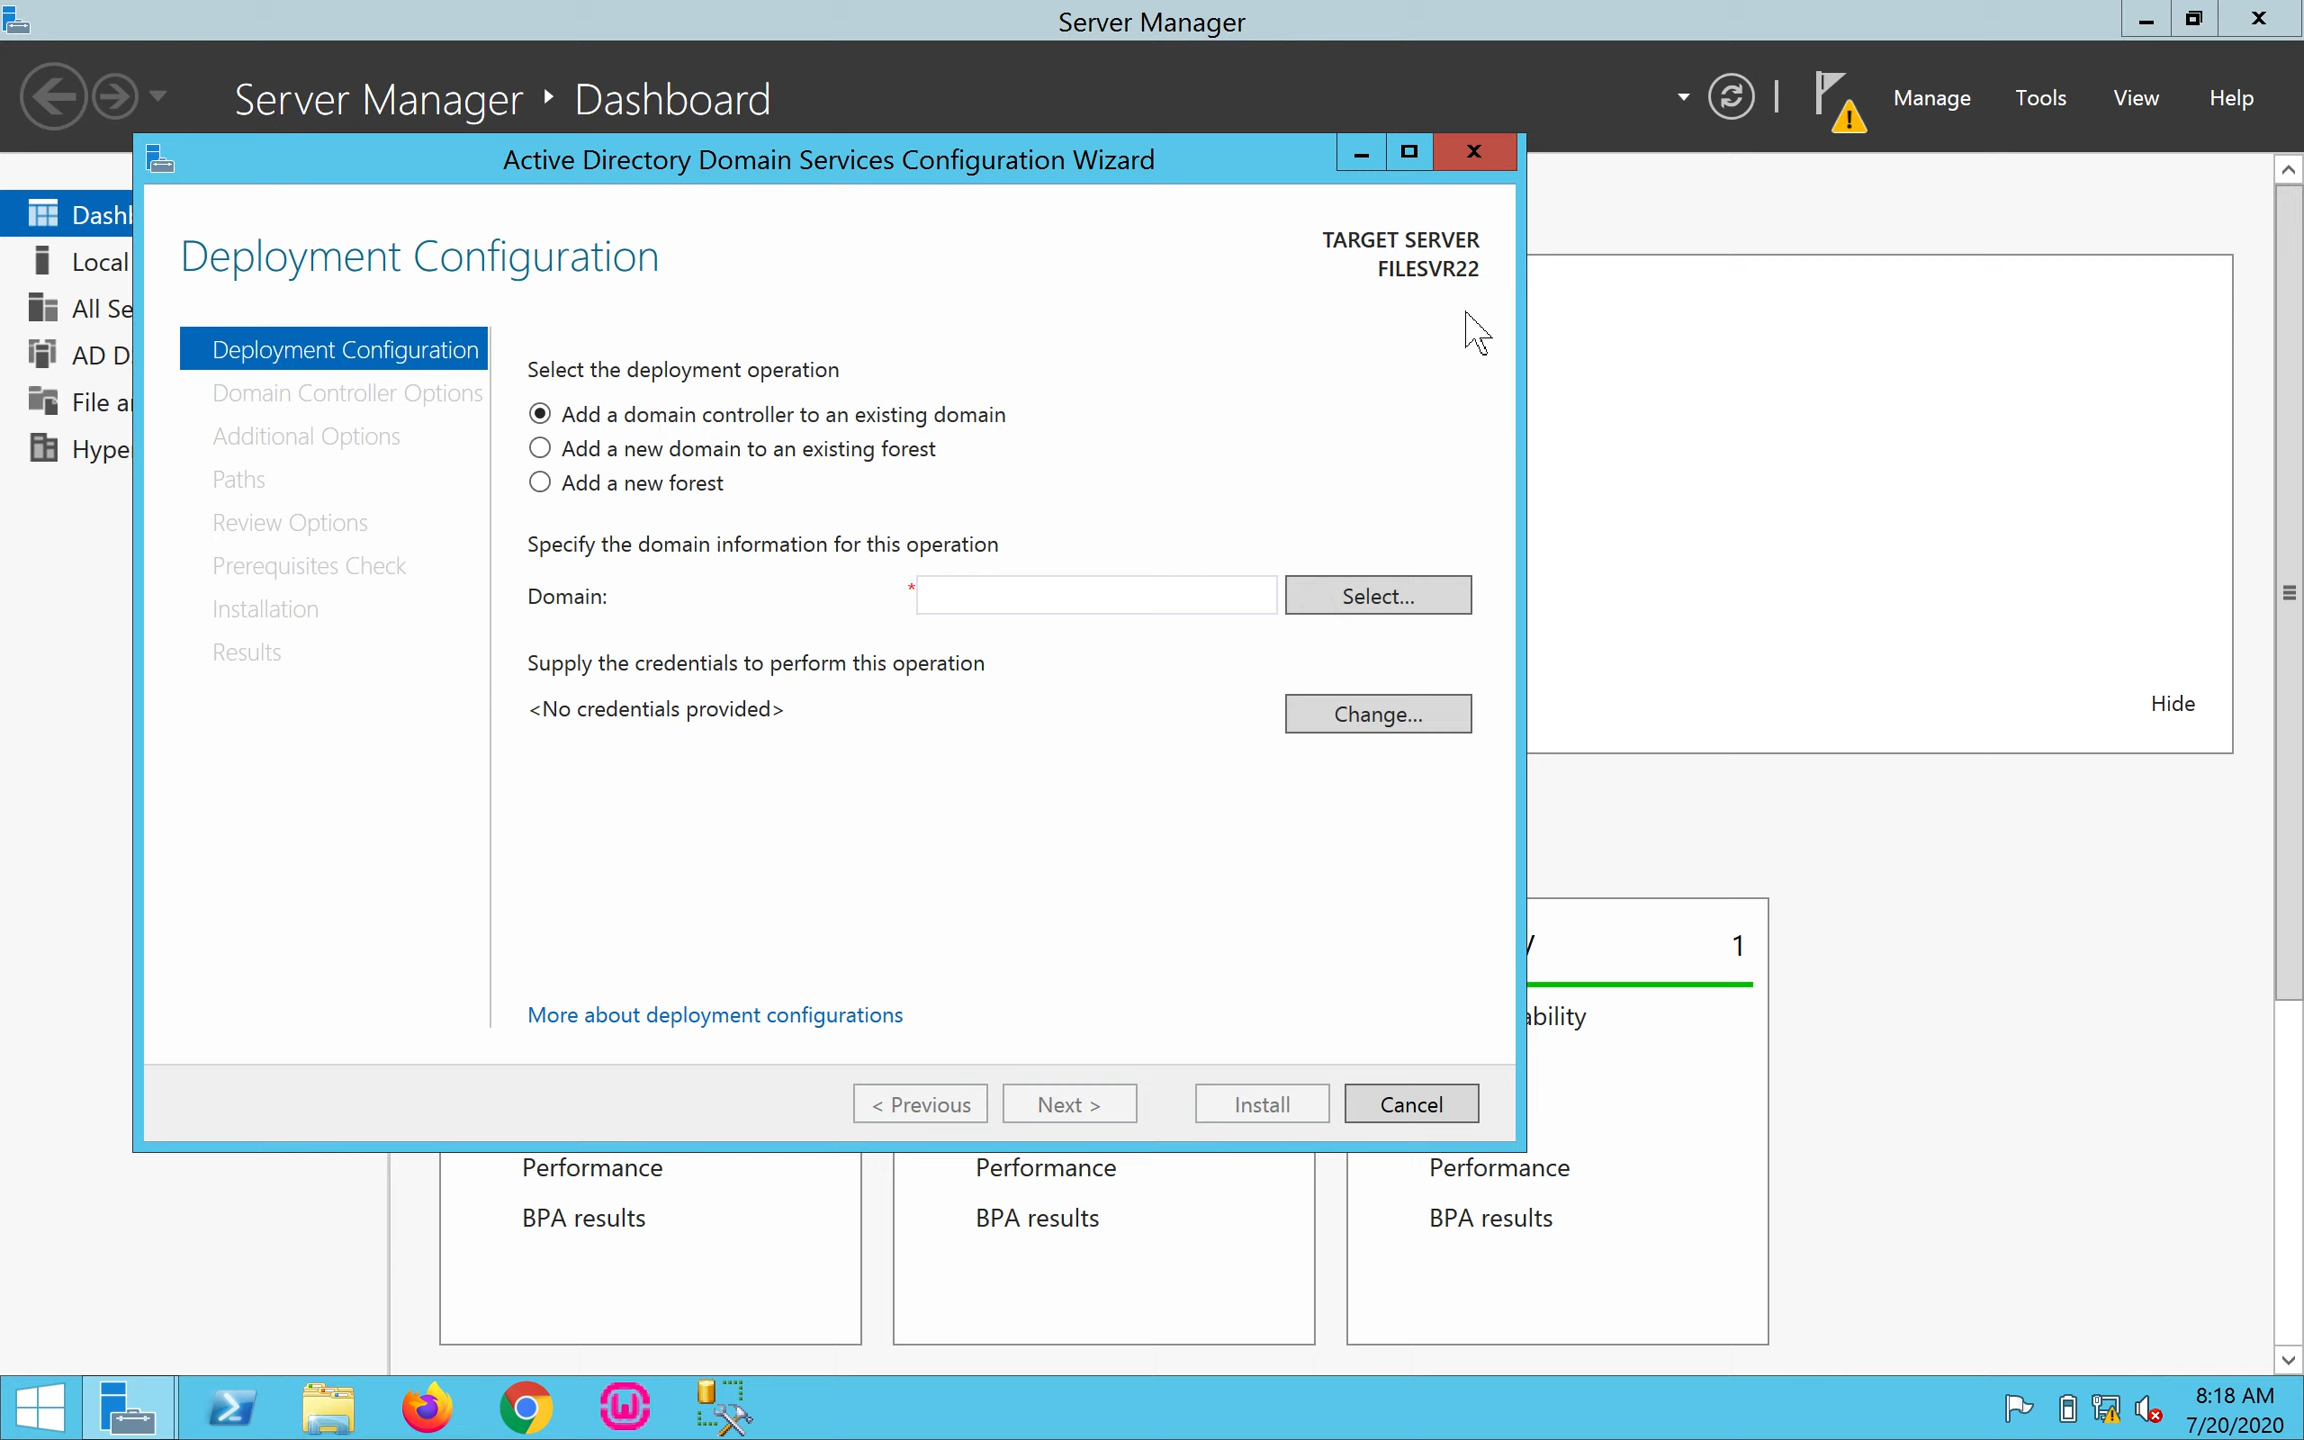 Server Manager
Server Manager Dashboard
Manage Tools View Help
Active Directory Domain Services Configuration Wizard
Dashb
Local
All Se
AD D
File a
Hyper
Deployment Configuration
TARGET SERVER
FILESVR22
Deployment Configuration
Domain Controller Options
Additional Options
Paths
Review Options
Prerequisites Check
Installation
Results
Select the deployment operation
Add a domain controller to an existing domain
Add a new domain to an existing forest
Add a new forest
Specify the domain information for this operation
Domain: * Select...
Supply the credentials to perform this operation
<No credentials provided> Change...
More about deployment configurations
< Previous Next > Install Cancel
Hide
1
ability
Performance
BPA results
Performance
BPA results
Performance
BPA results
8:18 AM
7/20/2020